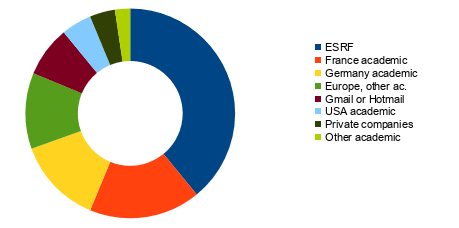 ESRF
France academic
Germany academic
Europe, other ac.
Gmail or Hotmail
USA academic
Private companies
Other academic